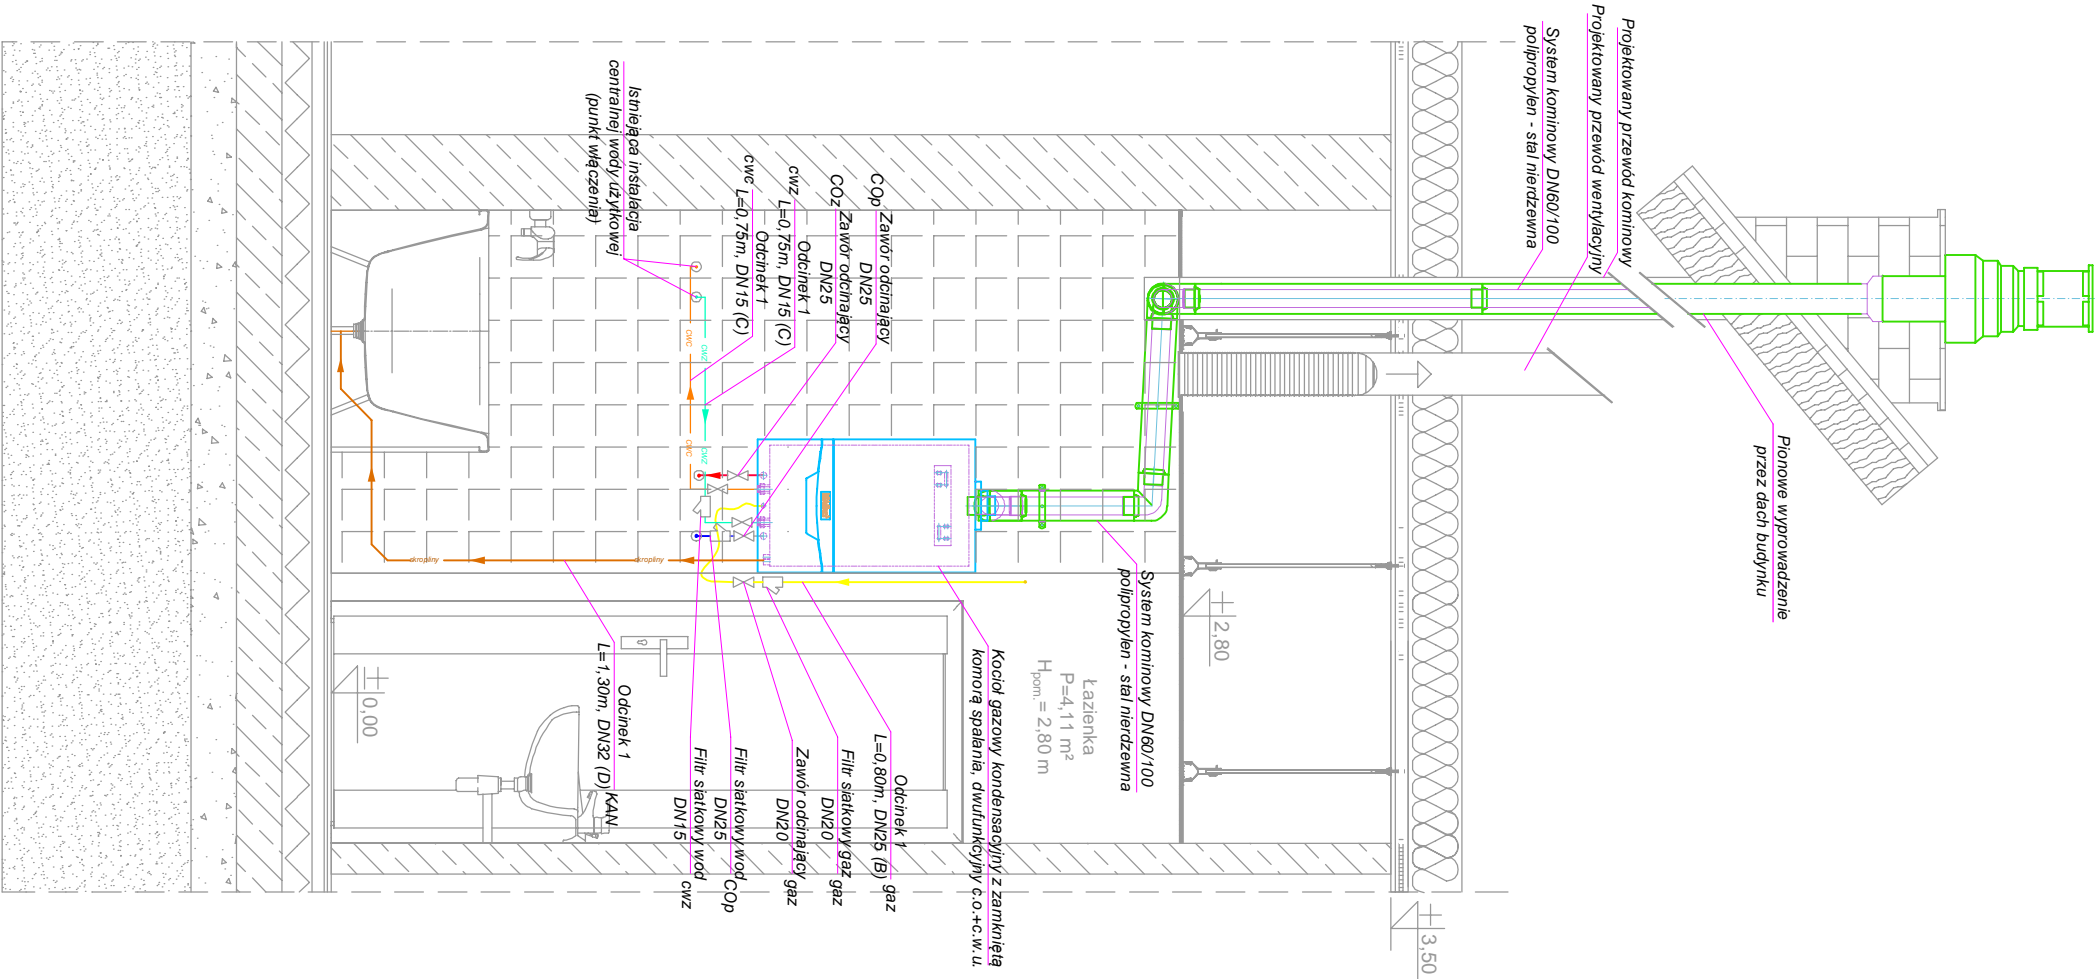 Projektowany przewód kominowy
Projektowany przewód wentylacyjny
System kominowy DN60/100
polipropylen - stal nierdzewna
Pionowe wyprowadzenie
przez dach budynku
COp Zawór odcinający
DN25
COz Zawór odcinający
DN25
Odcinek 1
cwz L=0,75m, DN15 (C)
Odcinek 1
cwc L=0,75m, DN15 (C)
Istniejąca instalacja
centralnej wody użytkowej
(punkt włączenia)
cwc
cwz
cwc
cwz
skropliny
skropliny
System kominowy DN60/100
polipropylen - stal nierdzewna
± 2,80
Łazienka
P=4,11 m²
Hpom. = 2,80 m
Kocioł gazowy kondensacyjny z zamkniętą
komorą spalania, dwufunkcyjny c.o.+c.w.u.
Odcinek 1
L=0,80m, DN25 (B) gaz
Filtr siatkowy gaz gaz
DN20
Zawór odcinający gaz
DN20
Filtr siatkowy wod COp
DN25
Filtr siatkowy wod cwz
DN15
Odcinek 1
L=1,30m, DN32 (D) KAN
± 0,00
± 3,50